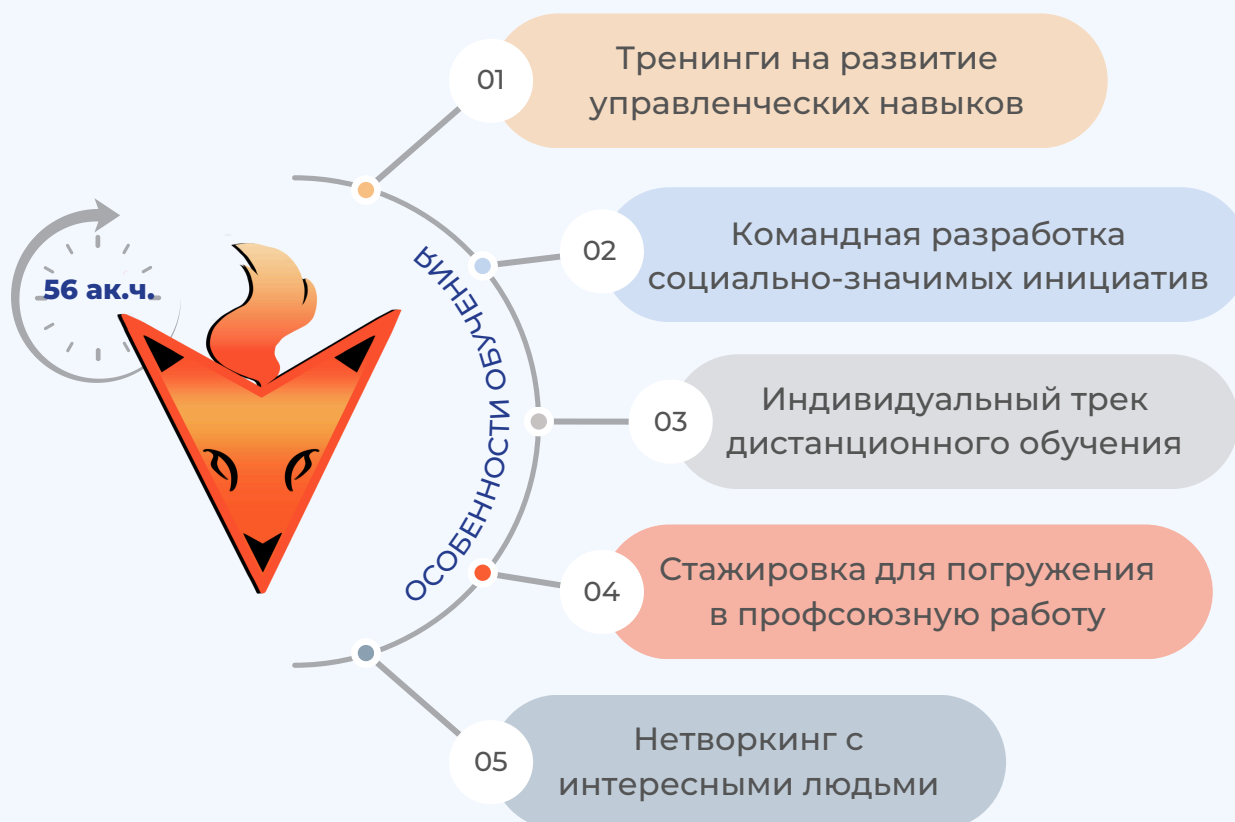 56 ак.ч.
ОСОБЕННОСТИ ОБУЧЕНИЯ
01
Тренинги на развитие
управленческих навыков
02
Командная разработка
социально-значимых инициатив
03
Индивидуальный трек
дистанционного обучения
04
Стажировка для погружения
в профсоюзную работу
05
Нетворкинг с
интересными людьми